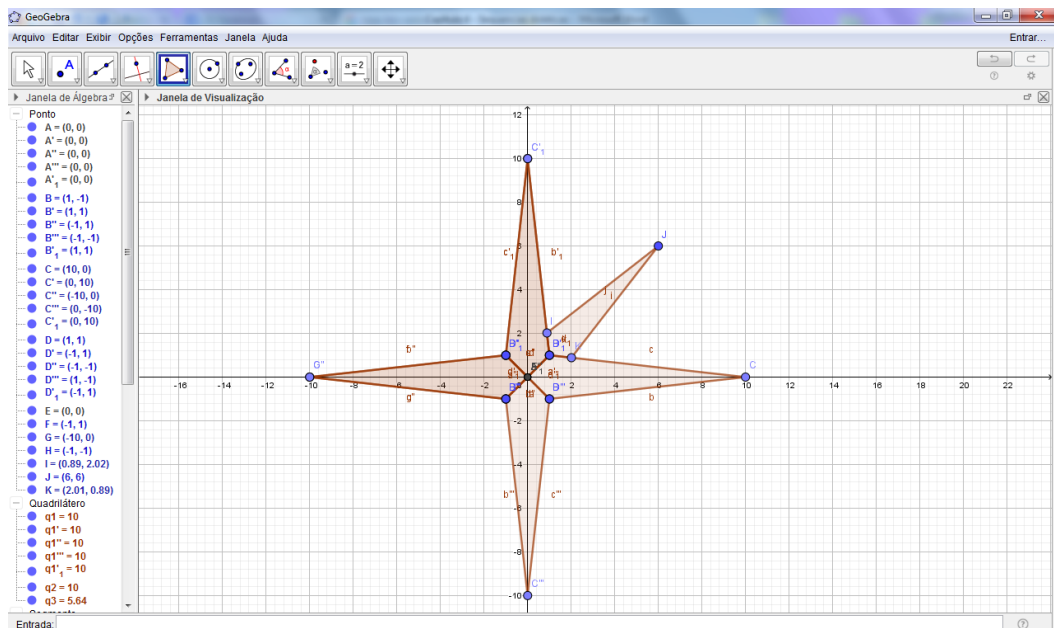 GeoGebra
Arquivo Editar Exibir Opções Ferramentas Janela Ajuda Entrar...
A a=2
Janela de Álgebra Janela de Visualização
Ponto
A = (0, 0)
A' = (0, 0)
A'' = (0, 0)
A''' = (0, 0)
A'₁ = (0, 0)
B = (1, -1)
B' = (1, 1)
B'' = (-1, 1)
B''' = (-1, -1)
B'₁ = (1, 1)
C = (10, 0)
C' = (0, 10)
C'' = (-10, 0)
C''' = (0, -10)
C'₁ = (0, 10)
D = (1, 1)
D' = (-1, 1)
D'' = (-1, -1)
D''' = (1, -1)
D'₁ = (-1, 1)
E = (0, 0)
F = (-1, 1)
G = (-10, 0)
H = (-1, -1)
I = (0.89, 2.02)
J = (6, 6)
K = (2.01, 0.89)
Quadrilátero
q1 = 10
q1' = 10
q1'' = 10
q1''' = 10
q1'₁ = 10
q2 = 10
q3 = 5.64
12
10 C'₁
8
J
c'₁ 6 b'₁
j
4 i
2 I
b'' c
G'' C
-16 -14 -12 -10 -8 -6 -4 -2 0 2 4 6 8 10 12 14 16 18 20 22
g'' b
-2
-4
b''' c'''
-6
-8
C'''
-10
Entrada: